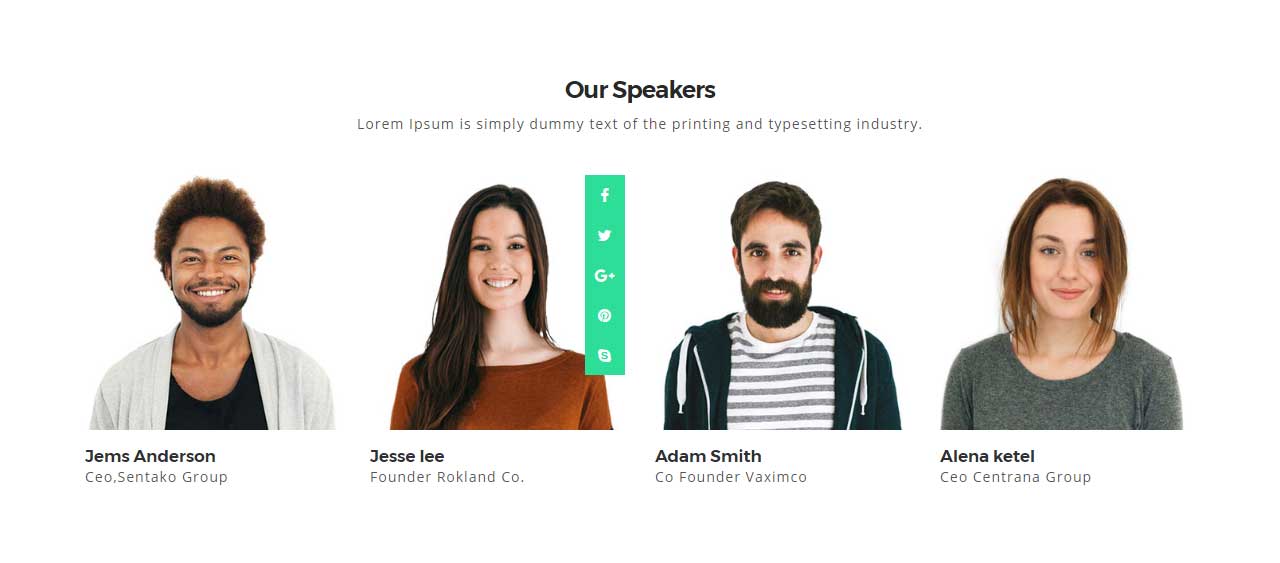 Our Speakers
Lorem Ipsum is simply dummy text of the printing and typesetting industry.
Jems Anderson
Ceo,Sentako Group
Jesse lee
Founder Rokland Co.
Adam Smith
Co Founder Vaximco
Alena ketel
Ceo Centrana Group